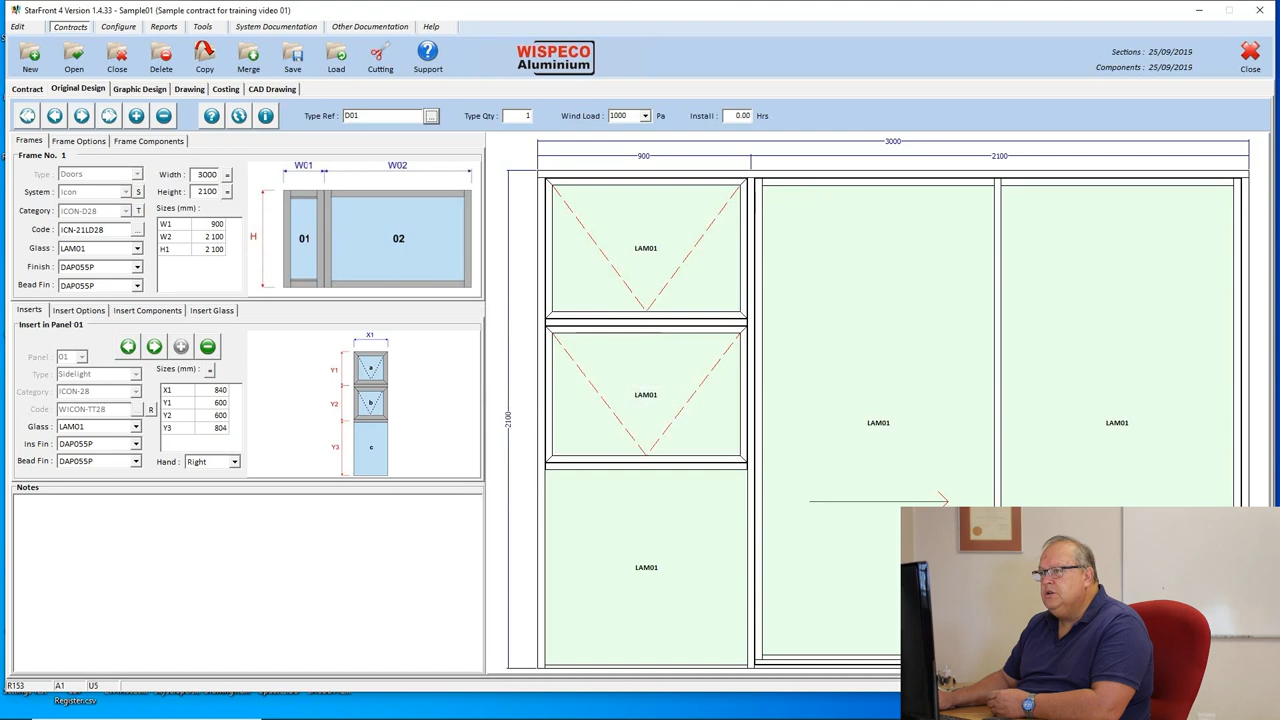 StarFront 4 Version 1.4.33 - Sample01 (Sample contract for training video 01)
Edit Contracts Configure Reports Tools System Documentation Other Documentation Help
New Open Close Delete Copy Merge Save Load Cutting Support
WISPECO
Aluminium
Sections : 25/09/2019
Components : 25/09/2019
Close
Contract Original Design Graphic Design Drawing Costing CAD Drawing
Type Ref : D01 ... Type Qty : 1 Wind Load : 1000 Pa Install : 0.00 Hrs
Frames Frame Options Frame Components
Frame No. 1
Type : Doors
System : Icon S
Category : ICON-D28 T
Code : ICN-21LD28 ...
Glass : LAM01
Finish : DAP055P
Bead Fin : DAP055P
Width : 3000 =
Height : 2100 =
Sizes (mm) :
W1 900
W2 2 100
H1 2 100
W01 W02
H
01 02
Inserts Insert Options Insert Components Insert Glass
Insert in Panel 01
Panel : 01
Type : Sidelight
Category : ICON-28
Code : WICON-TT28 R
Glass : LAM01
Ins Fin : DAP055P
Bead Fin : DAP055P
Sizes (mm) : =
X1 840
Y1 600
Y2 600
Y3 804
Hand : Right
X1
Y1 a
Y2 b
Y3 c
Notes
3000
900 2100
2100
LAM01
LAM01
LAM01
LAM01
LAM01
R153 A1 U5
Register.csv